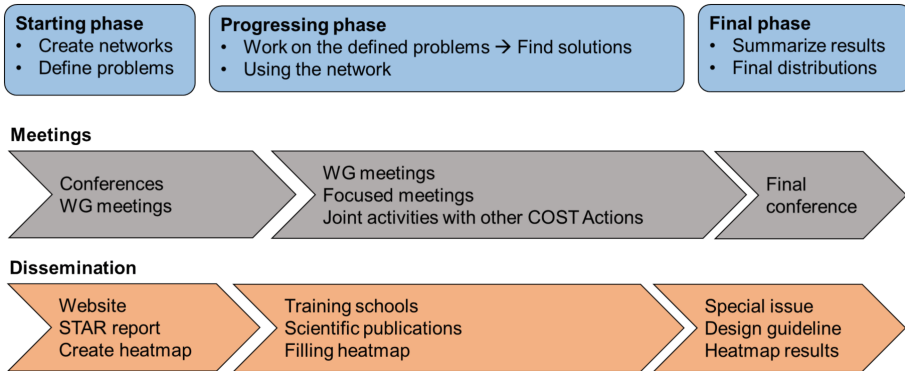 Starting phase
• Create networks
• Define problems
Progressing phase
• Work on the defined problems → Find solutions
• Using the network
Final phase
• Summarize results
• Final distributions
Meetings
Conferences
WG meetings
WG meetings
Focused meetings
Joint activities with other COST Actions
Final
conference
Dissemination
Website
STAR report
Create heatmap
Training schools
Scientific publications
Filling heatmap
Special issue
Design guideline
Heatmap results